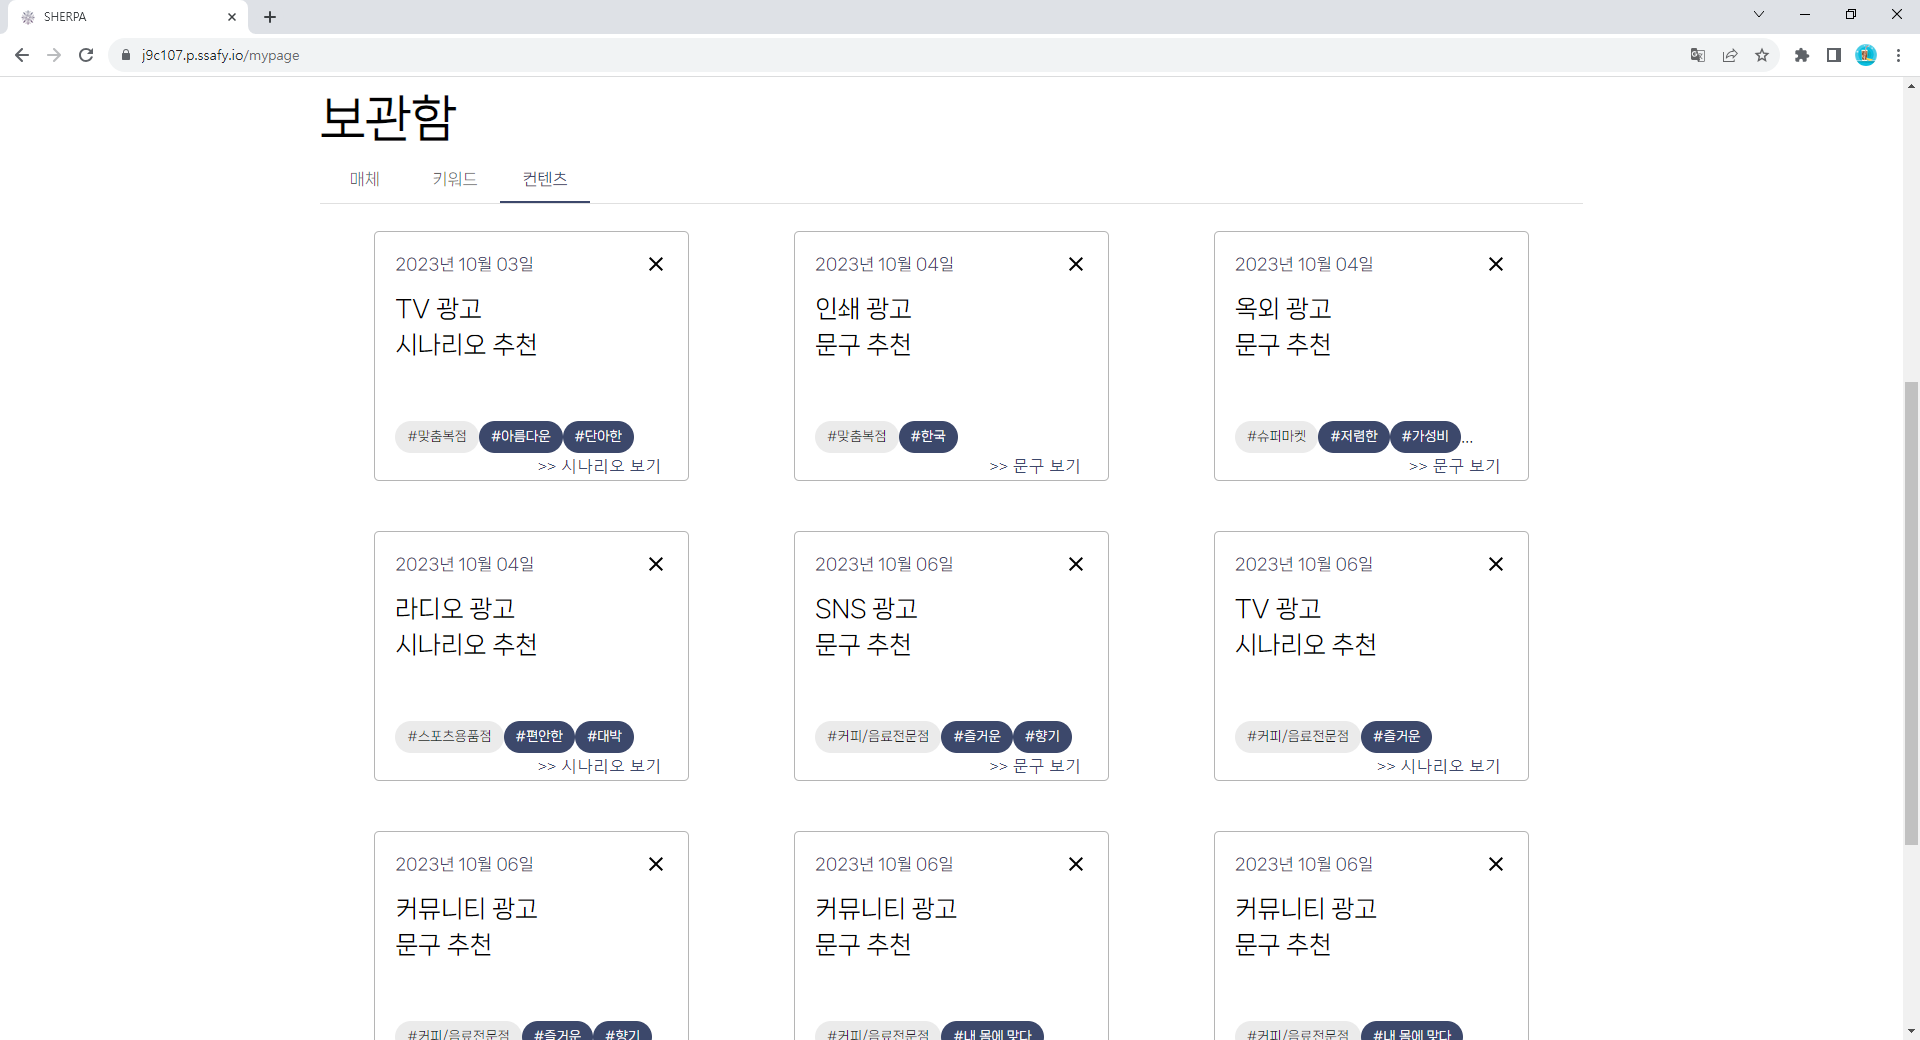 SHERPA
j9c107.p.ssafy.io/mypage
보관함
매체 키워드 컨텐츠
2023년 10월 03일
TV 광고
시나리오 추천
#맞춤복점 #아름다운 #단아한
>> 시나리오 보기
2023년 10월 04일
인쇄 광고
문구 추천
#맞춤복점 #한국
>> 문구 보기
2023년 10월 04일
옥외 광고
문구 추천
#슈퍼마켓 #저렴한 #가성비 ...
>> 문구 보기
2023년 10월 04일
라디오 광고
시나리오 추천
#스포츠용품점 #편안한 #대박
>> 시나리오 보기
2023년 10월 06일
SNS 광고
문구 추천
#커피/음료전문점 #즐거운 #향기
>> 문구 보기
2023년 10월 06일
TV 광고
시나리오 추천
#커피/음료전문점 #즐거운
>> 시나리오 보기
2023년 10월 06일
커뮤니티 광고
문구 추천
#커피/음료전문점 #즐거운 #향기
2023년 10월 06일
커뮤니티 광고
문구 추천
#커피/음료전문점 #내 몸에 맞다
2023년 10월 06일
커뮤니티 광고
문구 추천
#커피/음료전문점 #내 몸에 맞다